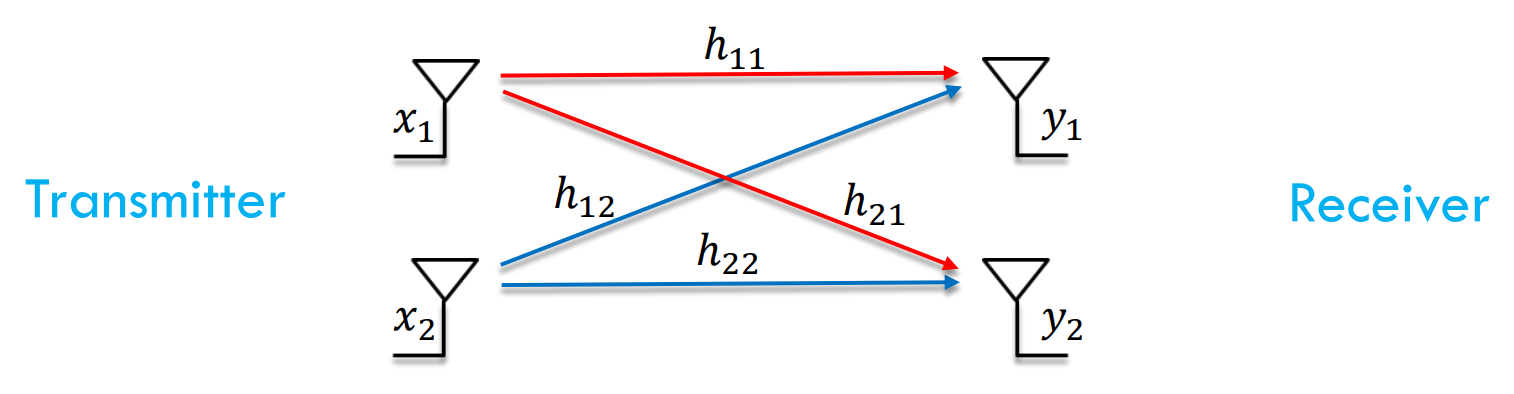 h₁₁
x₁
y₁
Transmitter
h₁₂
h₂₁
Receiver
h₂₂
x₂
y₂